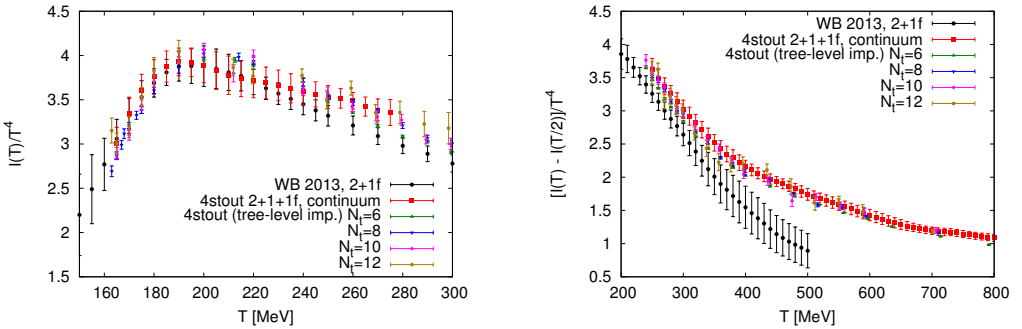 I(T)/T⁴
4.5
4
3.5
3
2.5
2
1.5
WB 2013, 2+1f
4stout 2+1+1f, continuum
4stout (tree-level imp.) Nₜ=6
Nₜ=8
Nₜ=10
Nₜ=12
160 180 200 220 240 260 280 300
T [MeV]
[I(T) - I((T/2)]/T⁴
4.5
4
3.5
3
2.5
2
1.5
1
0.5
WB 2013, 2+1f
4stout 2+1+1f, continuum
4stout (tree-level imp.) Nₜ=6
Nₜ=8
Nₜ=10
Nₜ=12
200 300 400 500 600 700 800
T [MeV]